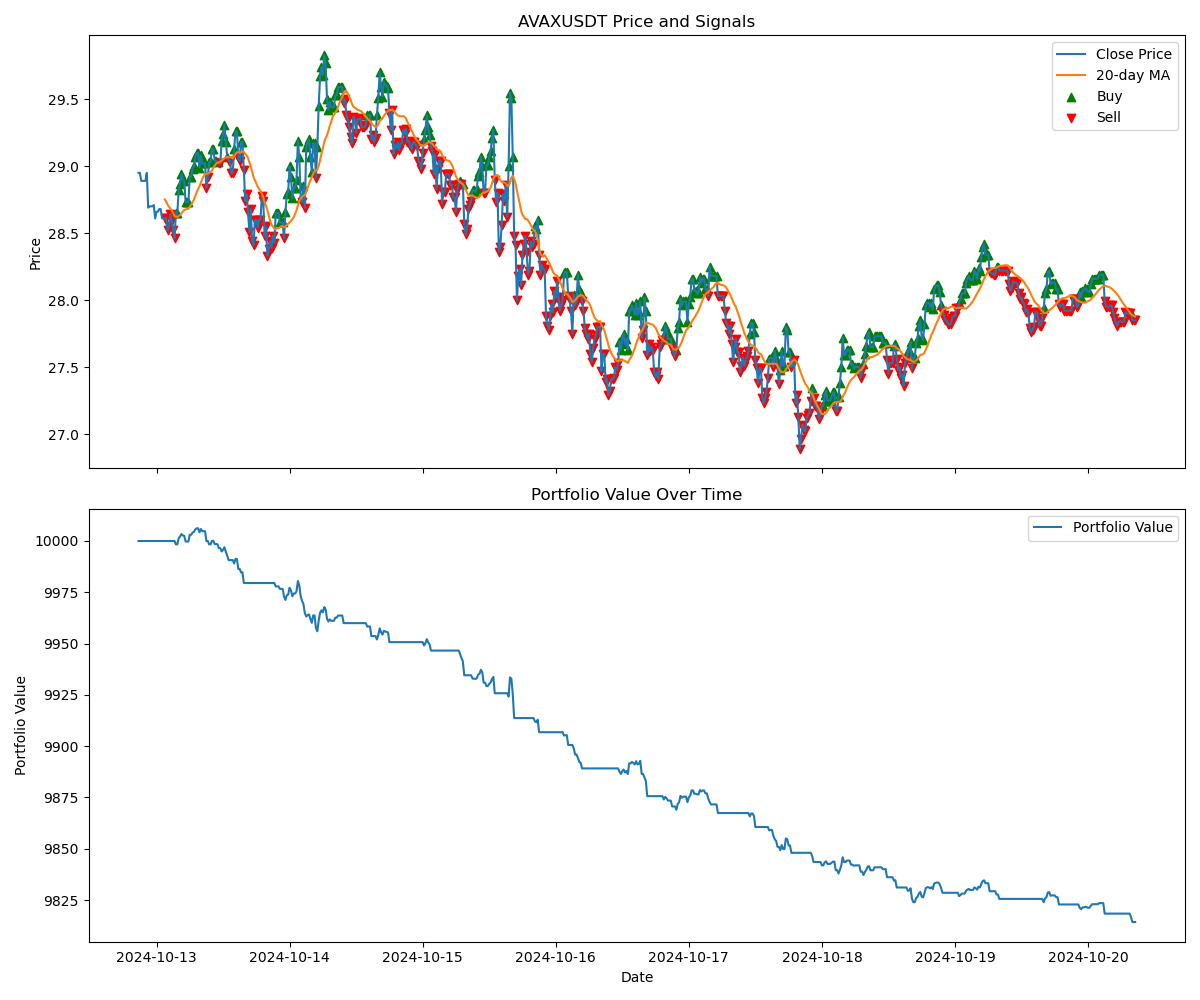 AVAXUSDT Price and Signals
Close Price
20-day MA
Buy
Sell
29.5
29.0
28.5
28.0
27.5
27.0
Price
Portfolio Value Over Time
Portfolio Value
10000
9975
9950
9925
9900
9875
9850
9825
Portfolio Value
2024-10-13 2024-10-14 2024-10-15 2024-10-16 2024-10-17 2024-10-18 2024-10-19 2024-10-20
Date